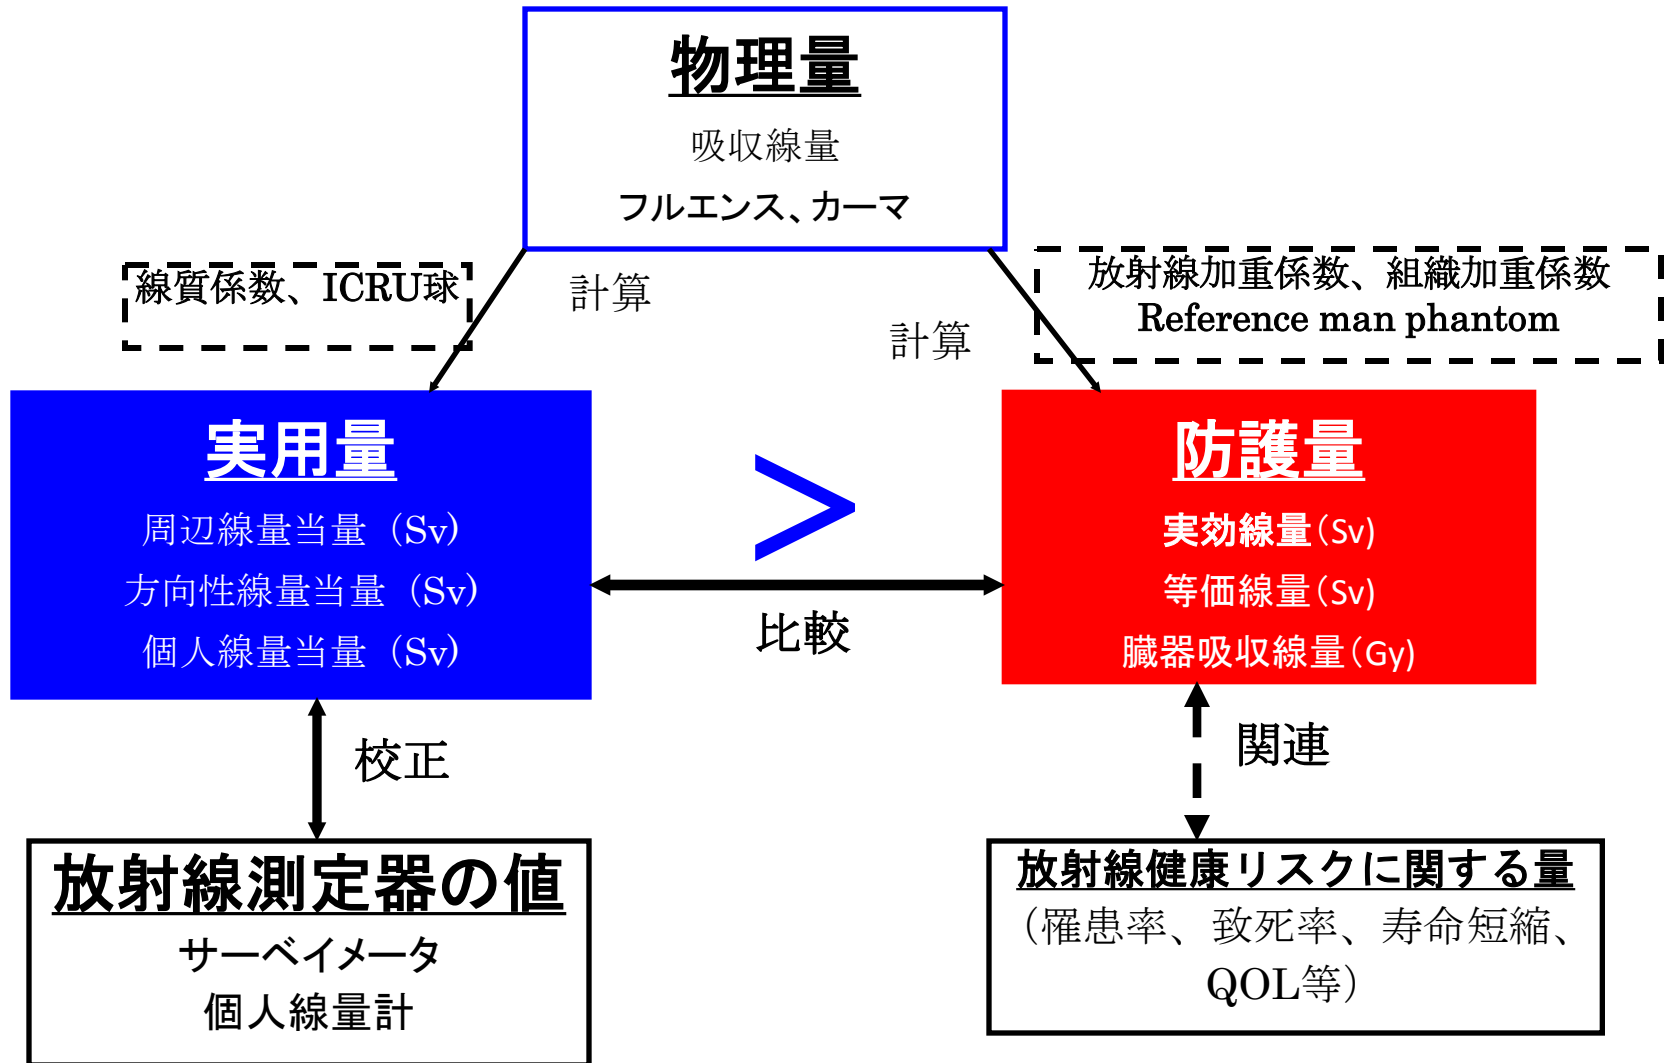 物理量
吸収線量
フルエンス、カーマ
線質係数、ICRU球
計算
計算
放射線加重係数、組織加重係数
Reference man phantom
実用量
周辺線量当量（Sv）
方向性線量当量（Sv）
個人線量当量（Sv）
＞
比較
防護量
実効線量（Sv）
等価線量（Sv）
臓器吸収線量（Gy）
校正
関連
放射線測定器の値
サーベイメータ
個人線量計
放射線健康リスクに関する量
（罹患率、致死率、寿命短縮、
QOL等）